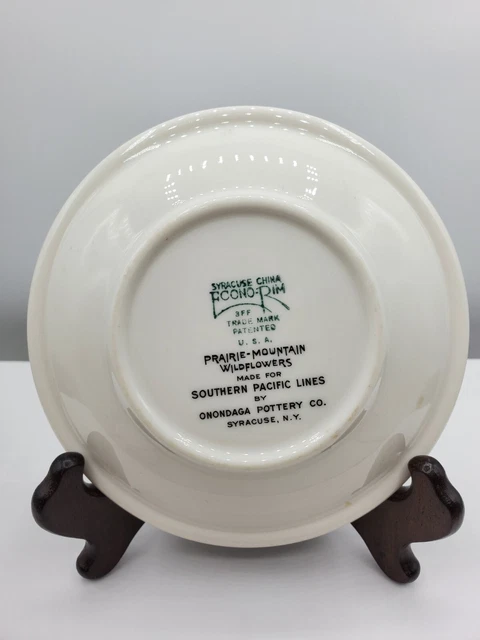 SYRACUSE CHINA
ECONO-RIM
3FF
TRADE MARK
PATENTED
U. S. A.
PRAIRIE-MOUNTAIN
WILDFLOWERS
MADE FOR
SOUTHERN PACIFIC LINES
BY
ONONDAGA POTTERY CO.
SYRACUSE, N.Y.